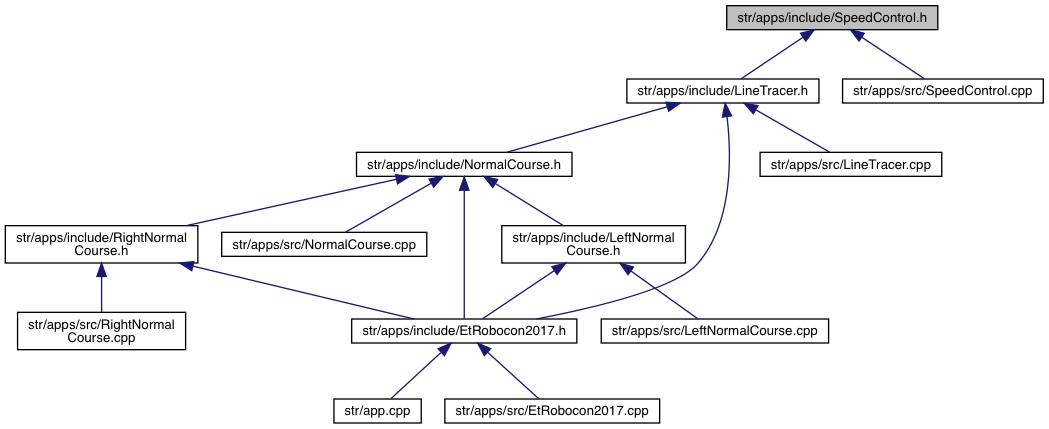 str/apps/include/SpeedControl.h
str/apps/include/LineTracer.h
str/apps/src/SpeedControl.cpp
str/apps/include/NormalCourse.h
str/apps/src/LineTracer.cpp
str/apps/include/RightNormal
Course.h
str/apps/src/NormalCourse.cpp
str/apps/include/LeftNormal
Course.h
str/apps/src/RightNormal
Course.cpp
str/apps/include/EtRobocon2017.h
str/apps/src/LeftNormalCourse.cpp
str/app.cpp
str/apps/src/EtRobocon2017.cpp